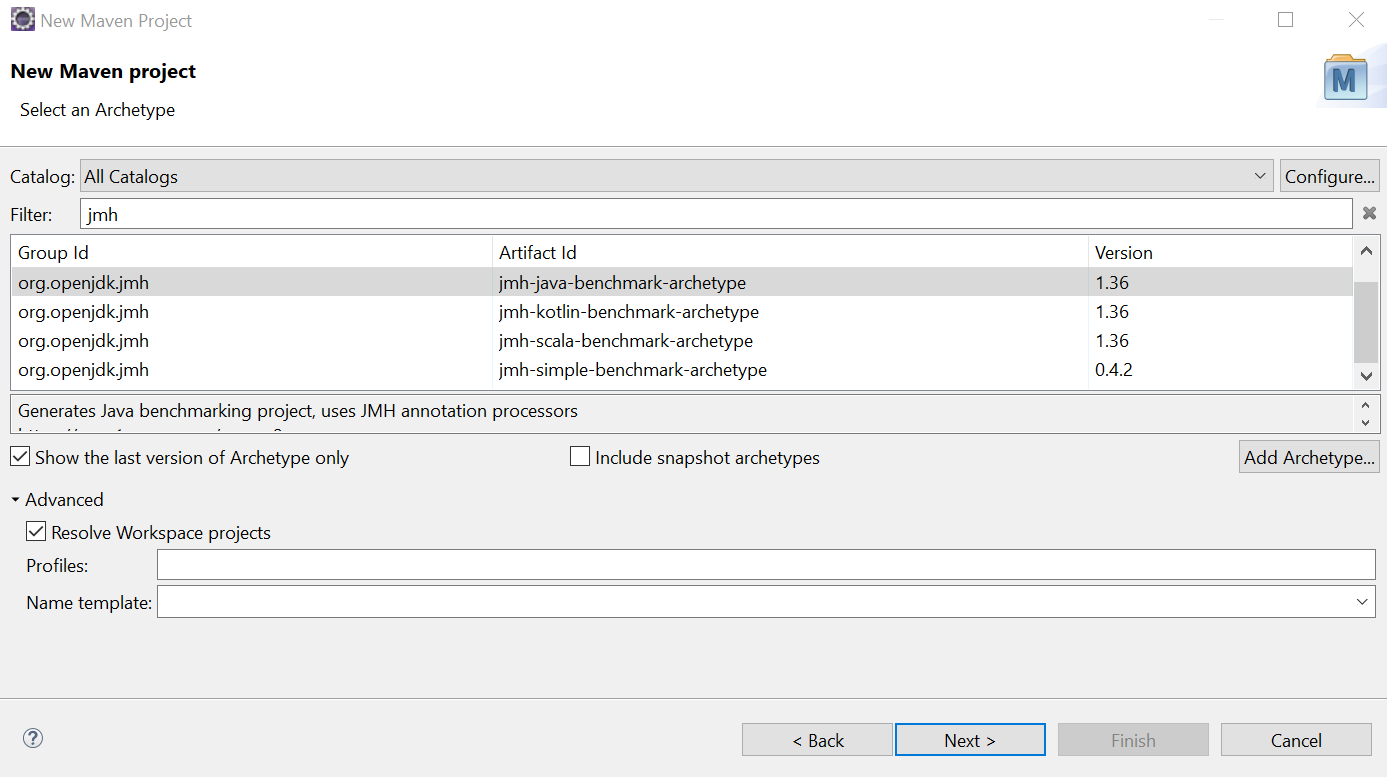 New Maven Project
New Maven project
Select an Archetype
Catalog: All Catalogs Configure...
Filter: jmh
Group Id Artifact Id Version
org.openjdk.jmh jmh-java-benchmark-archetype 1.36
org.openjdk.jmh jmh-kotlin-benchmark-archetype 1.36
org.openjdk.jmh jmh-scala-benchmark-archetype 1.36
org.openjdk.jmh jmh-simple-benchmark-archetype 0.4.2
Generates Java benchmarking project, uses JMH annotation processors
Show the last version of Archetype only Include snapshot archetypes Add Archetype...
Advanced
Resolve Workspace projects
Profiles:
Name template:
? < Back Next > Finish Cancel